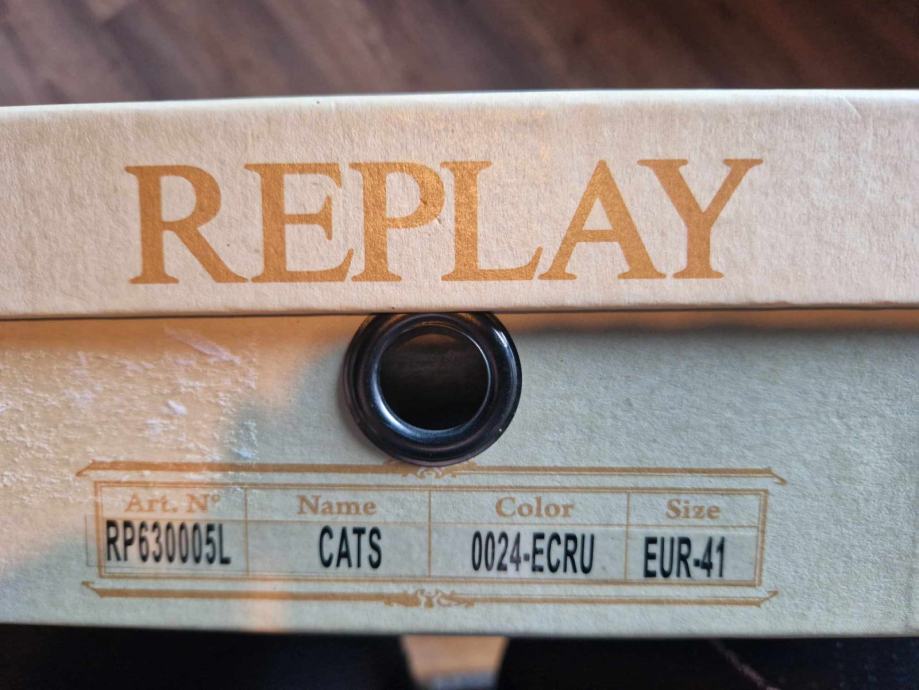 REPLAY
Art. N° Name Color Size
RP630005L CATS 0024-ECRU EUR-41